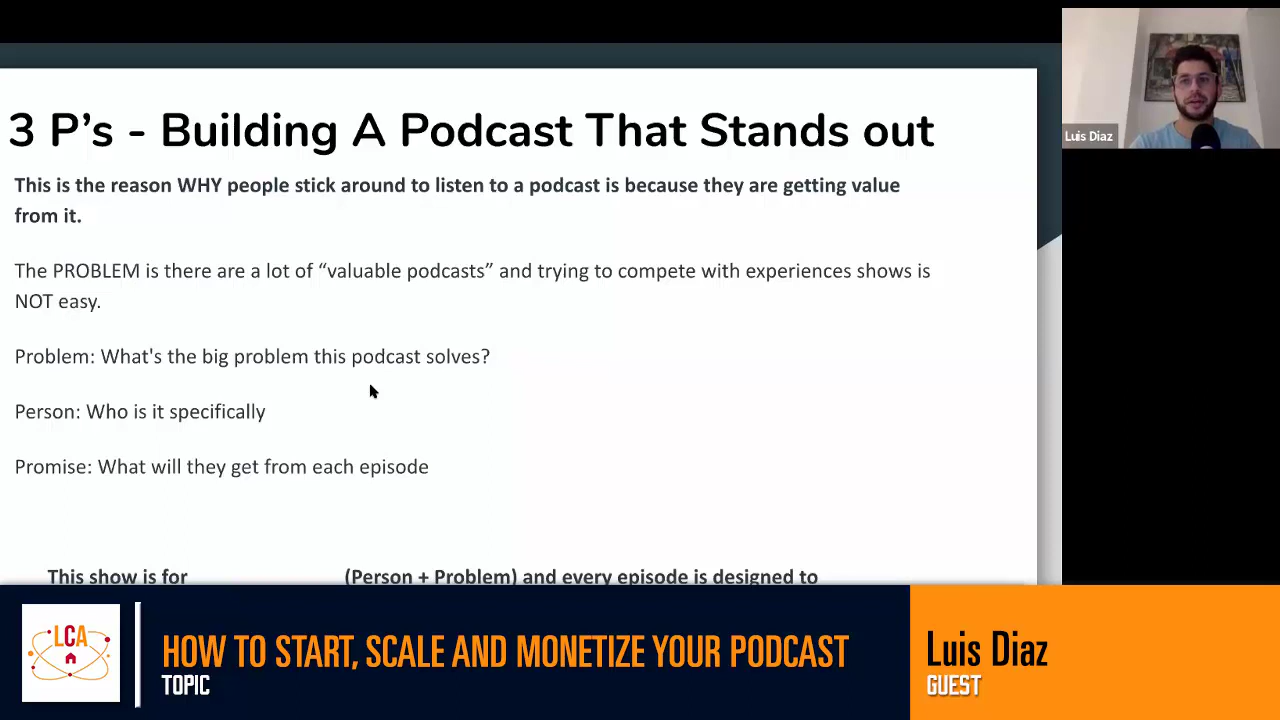 3 P's - Building A Podcast That Stands out
This is the reason WHY people stick around to listen to a podcast is because they are getting value
from it.
The PROBLEM is there are a lot of “valuable podcasts” and trying to compete with experiences shows is
NOT easy.
Problem: What's the big problem this podcast solves?
Person: Who is it specifically
Promise: What will they get from each episode
This show is for (Person + Problem) and every episode is designed to
Luis Diaz
LCA
HOW TO START, SCALE AND MONETIZE YOUR PODCAST
TOPIC
Luis Diaz
GUEST